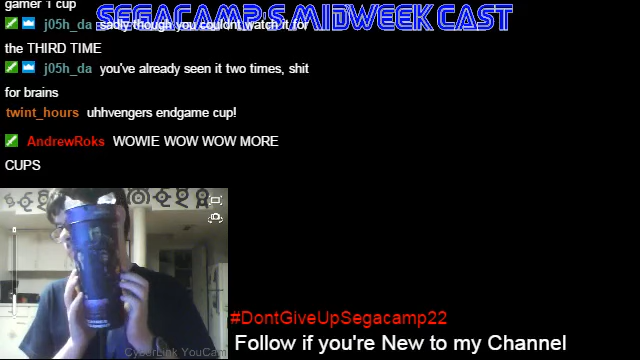 gamer 1 cup
SEGACAMP'S MIDWEEK CAST
j05h_da sadly though you couldnt watch it for
the THIRD TIME
j05h_da you've already seen it two times, shit
for brains
twint_hours uhhvengers endgame cup!
AndrewRoks WOWIE WOW WOW MORE
CUPS
CyberLink YouCam
#DontGiveUpSegacamp22
Follow if you're New to my Channel